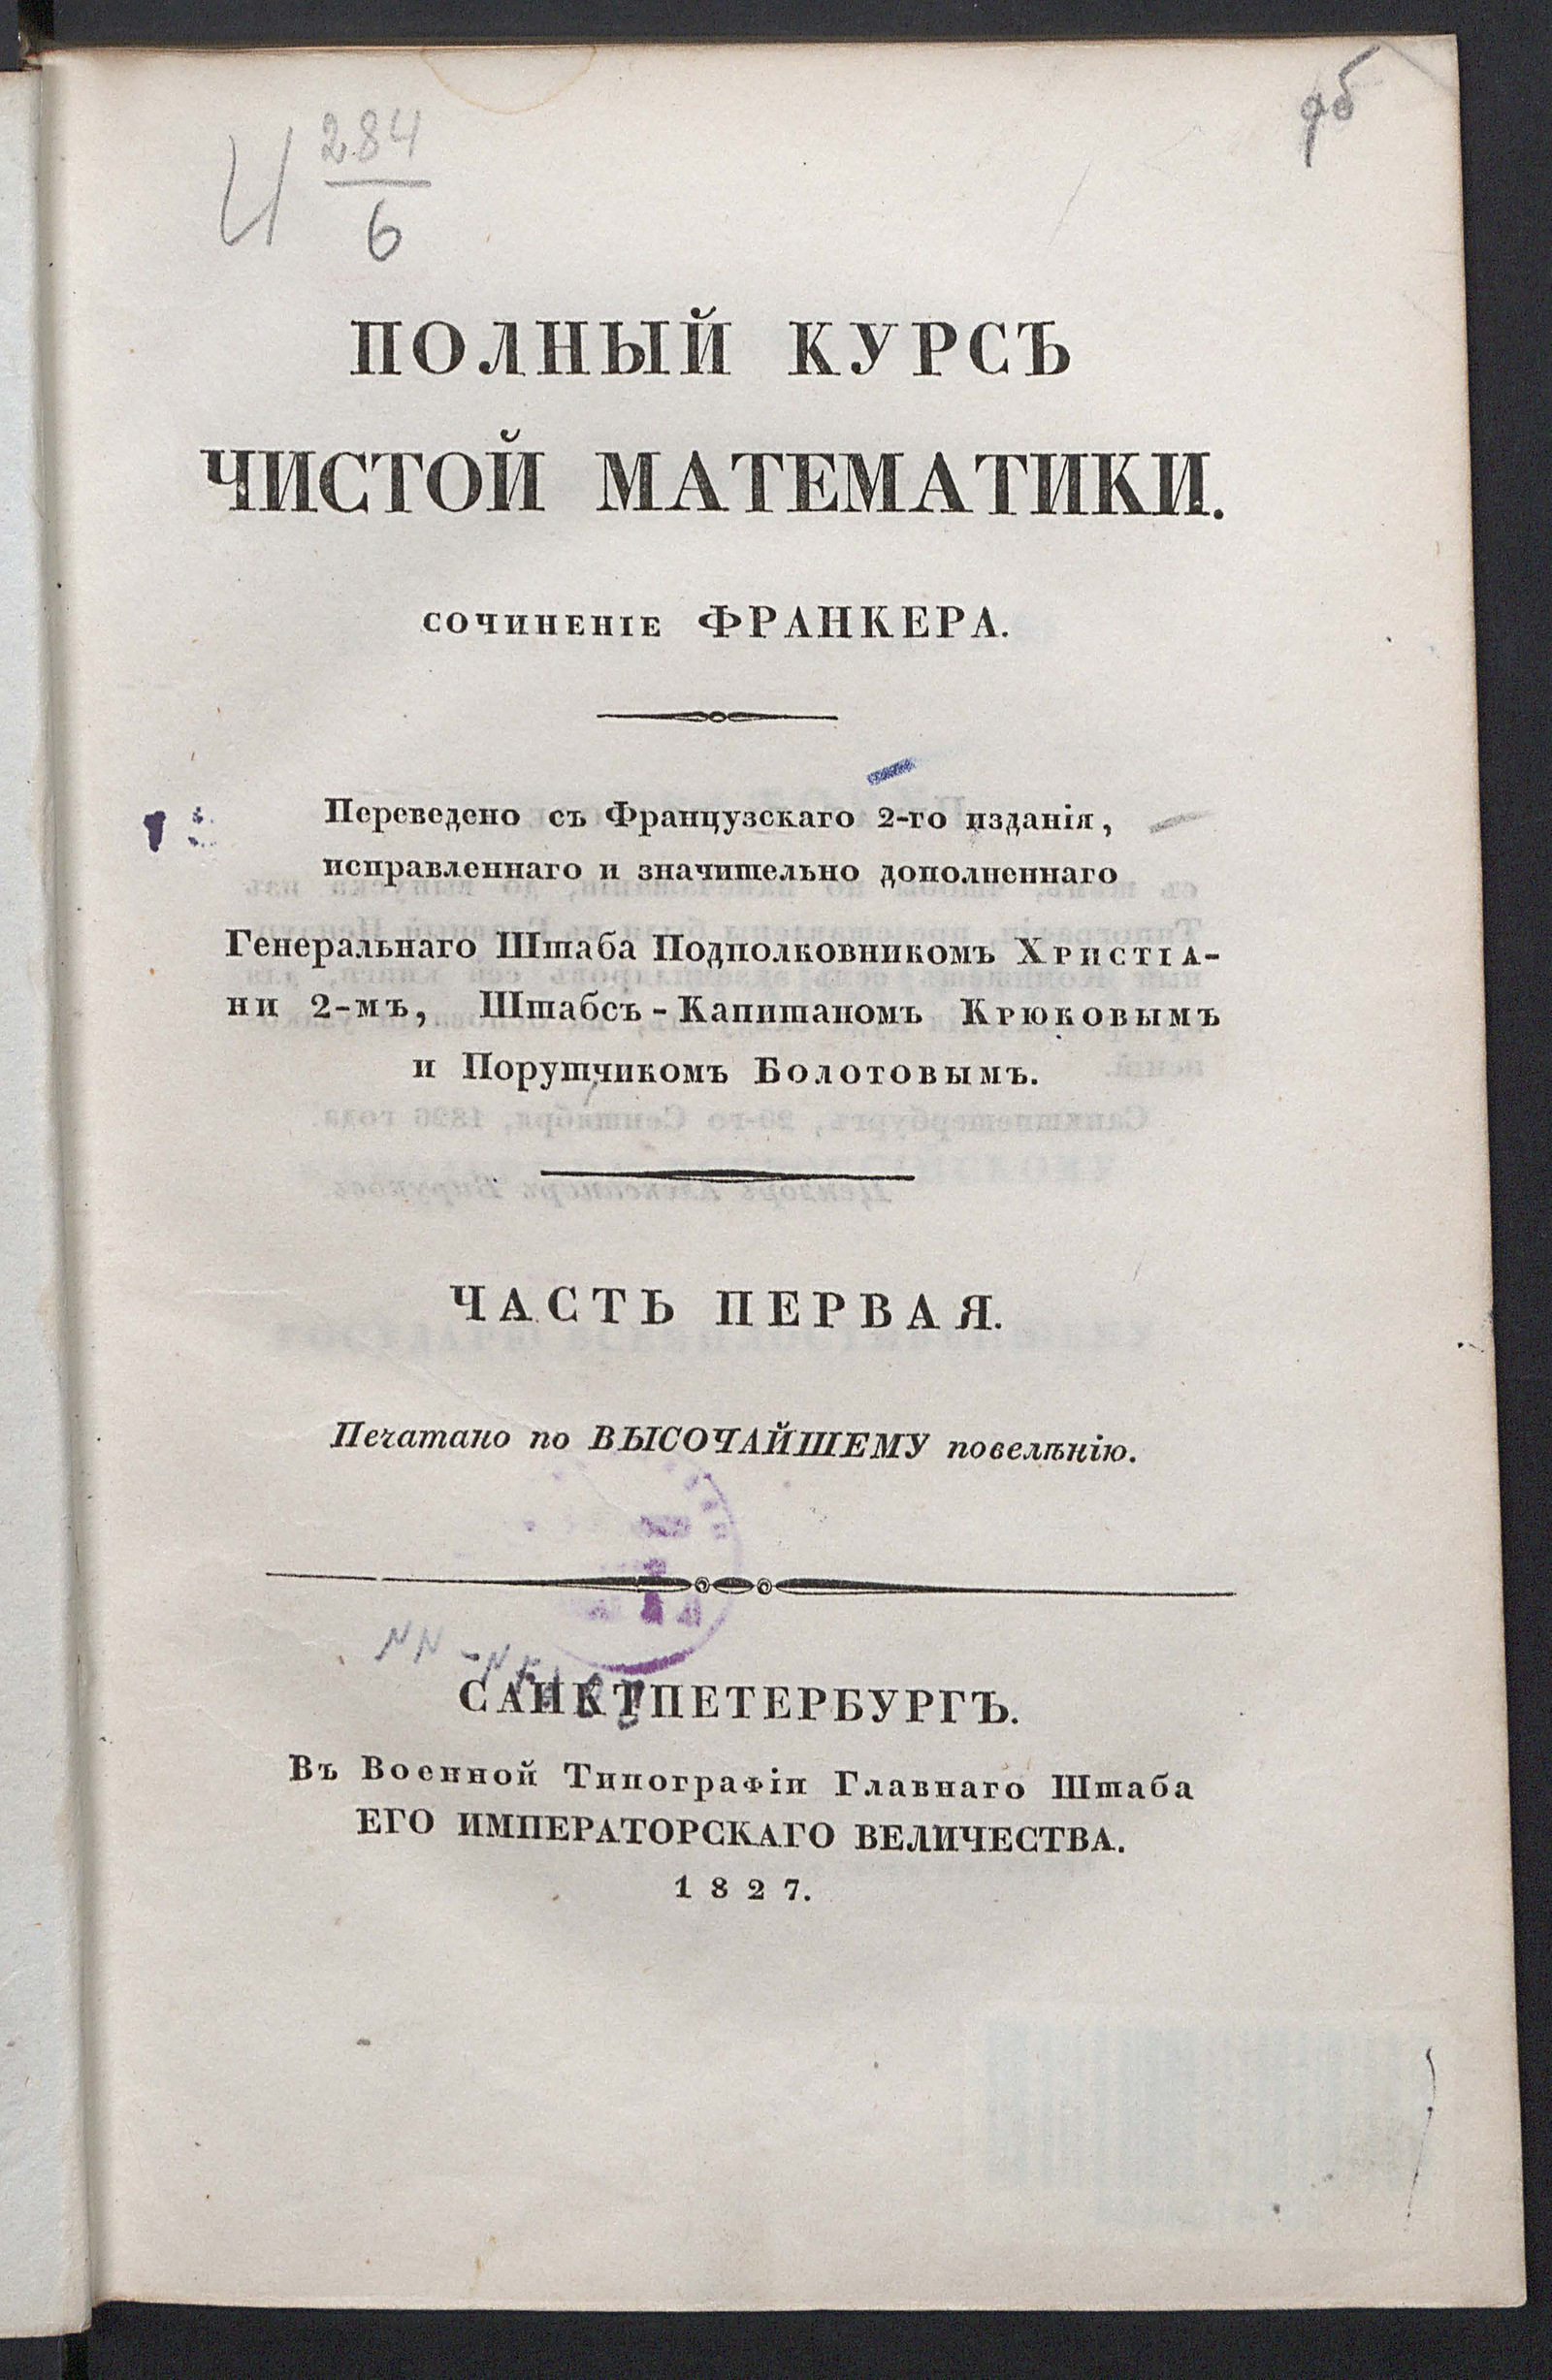 И 284
6
ПОЛНЫЙ КУРСЪ
ЧИСТОЙ МАТЕМАТИКИ.
СОЧИНЕНІЕ ФРАНКЕРА.
Переведено съ Французскаго 2-го изданія,
исправленнаго и значительно дополненнаго
Генеральнаго Штаба Подполковникомъ ХРИСТІА-
НИ 2-мъ, Штабсъ-Капитаномъ КРЮКОВЫМЪ
и Порутчикомъ БОЛОТОВЫМЪ.
ЧАСТЬ ПЕРВАЯ.
Печатано по ВЫСОЧАЙШЕМУ повелѣнію.
САНКТПЕТЕРБУРГЪ.
Въ Военной Типографіи Главнаго Штаба
ЕГО ИМПЕРАТОРСКАГО ВЕЛИЧЕСТВА.
1827.